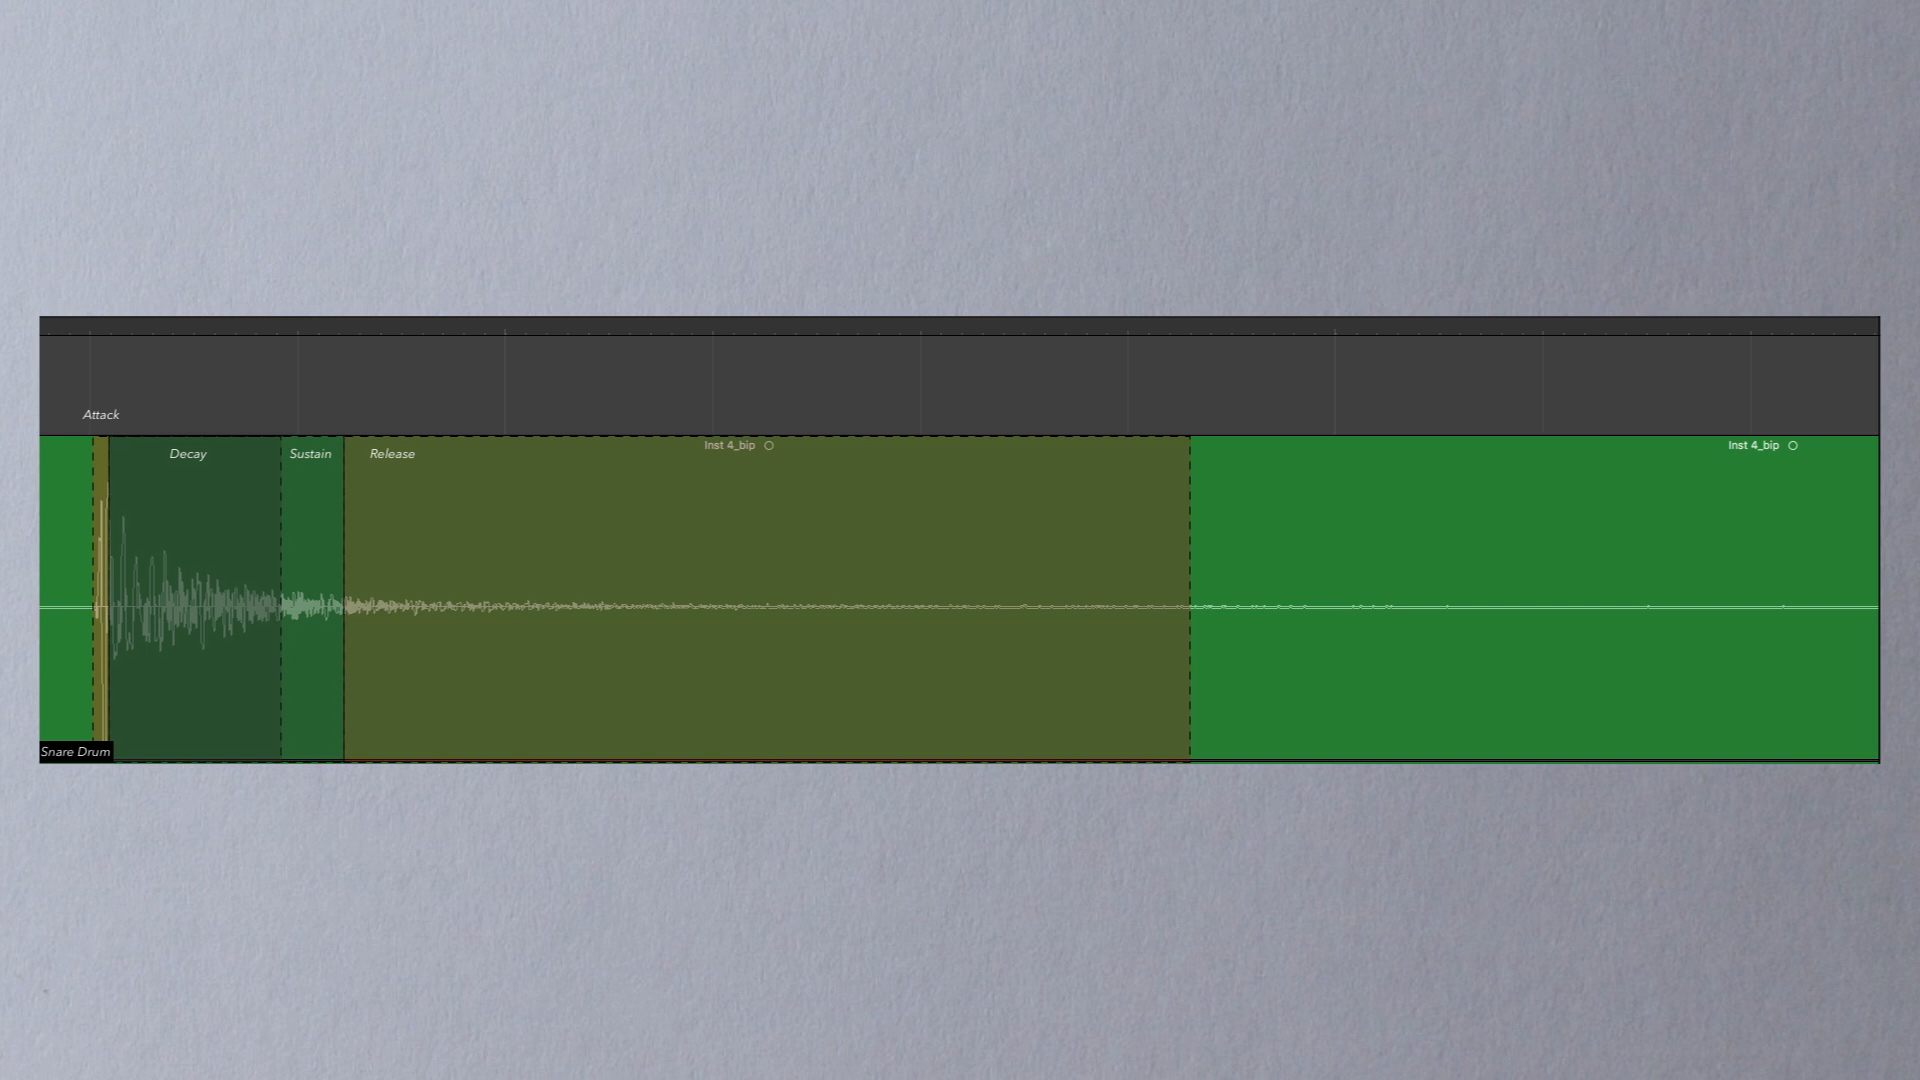 Attack
Inst 4_bip
Inst 4_bip
Decay
Sustain
Release
Snare Drum